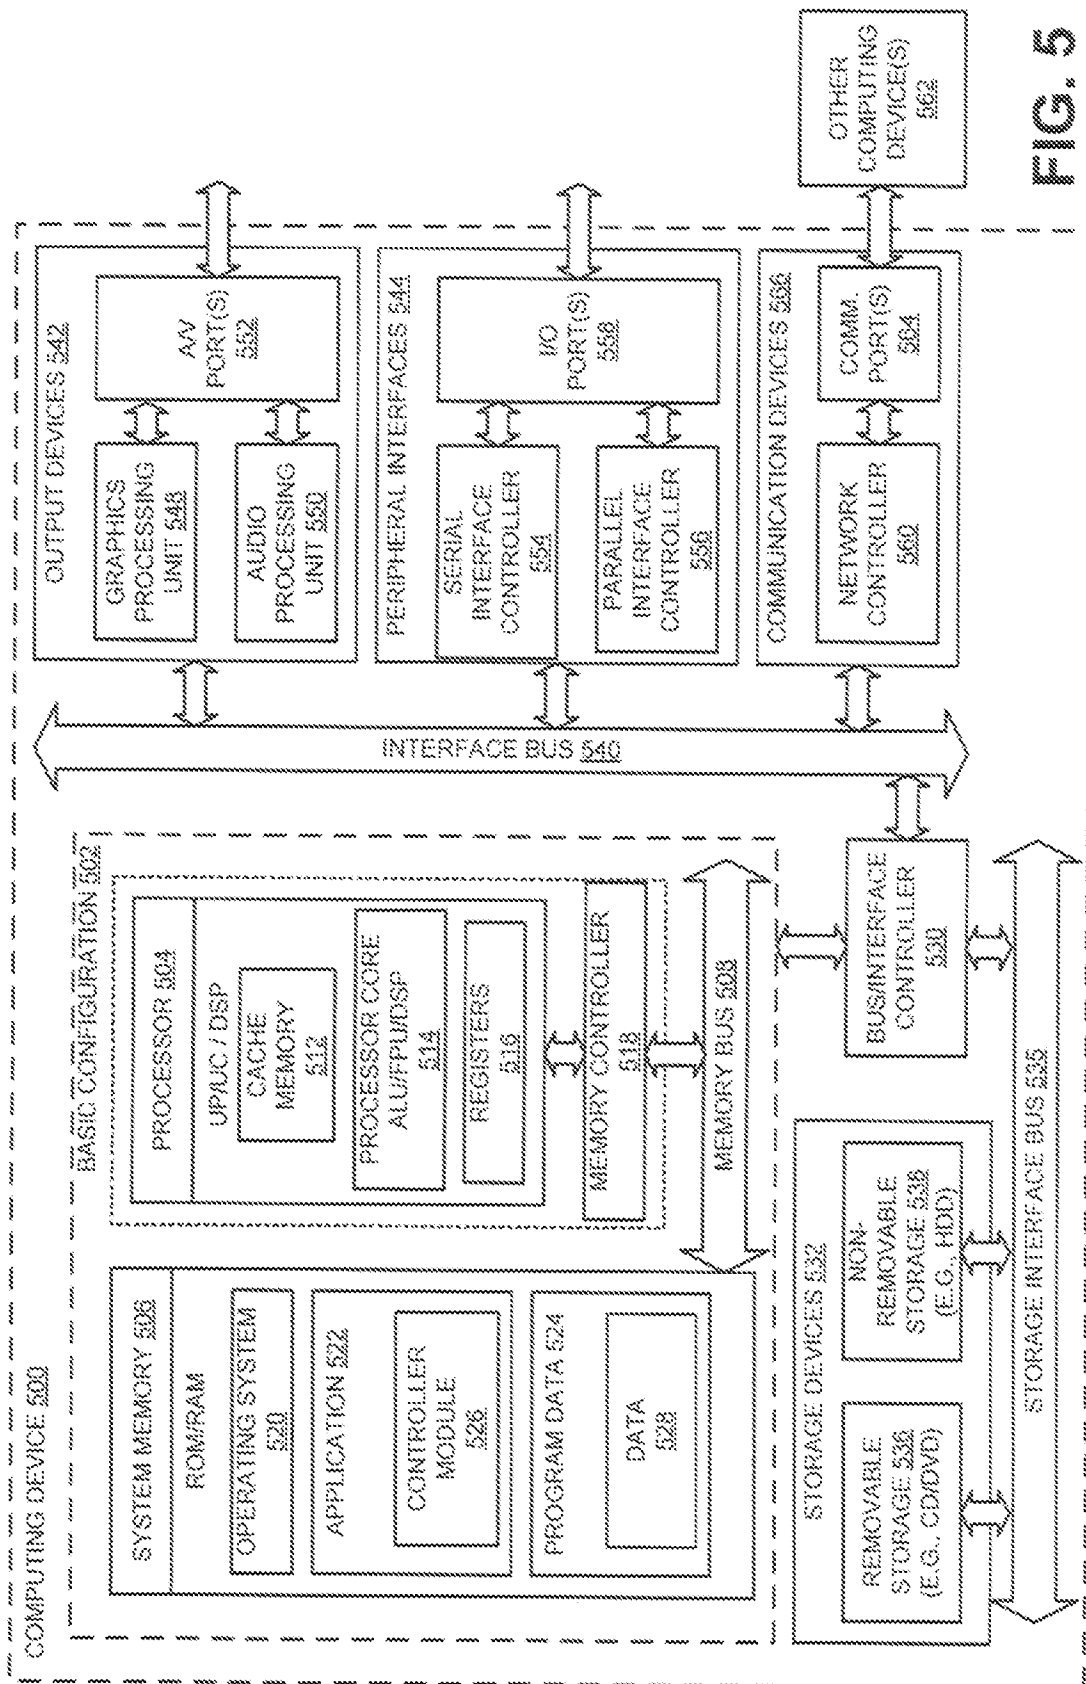 COMPUTING DEVICE 500
BASIC CONFIGURATION 502
SYSTEM MEMORY 506
ROM/RAM
OPERATING SYSTEM
520
APPLICATION 522
CONTROLLER
MODULE
526
PROGRAM DATA 524
DATA
528
PROCESSOR 504
UP/UC / DSP
CACHE
MEMORY
512
PROCESSOR CORE
ALU/FPU/DSP
514
REGISTERS
516
MEMORY CONTROLLER
518
MEMORY BUS 508
BUS/INTERFACE
CONTROLLER
530
STORAGE DEVICES 532
REMOVABLE
STORAGE 536
(E.G., CD/DVD)
NON-
REMOVABLE
STORAGE 538
(E.G., HDD)
STORAGE INTERFACE BUS 535
INTERFACE BUS 540
OUTPUT DEVICES 542
GRAPHICS
PROCESSING
UNIT 548
AUDIO
PROCESSING
UNIT 550
A/V
PORT(S)
552
PERIPHERAL INTERFACES 544
SERIAL
INTERFACE
CONTROLLER
554
PARALLEL
INTERFACE
CONTROLLER
556
I/O
PORT(S)
558
COMMUNICATION DEVICES 566
NETWORK
CONTROLLER
560
COMM.
PORT(S)
564
OTHER
COMPUTING
DEVICE(S)
562
FIG. 5